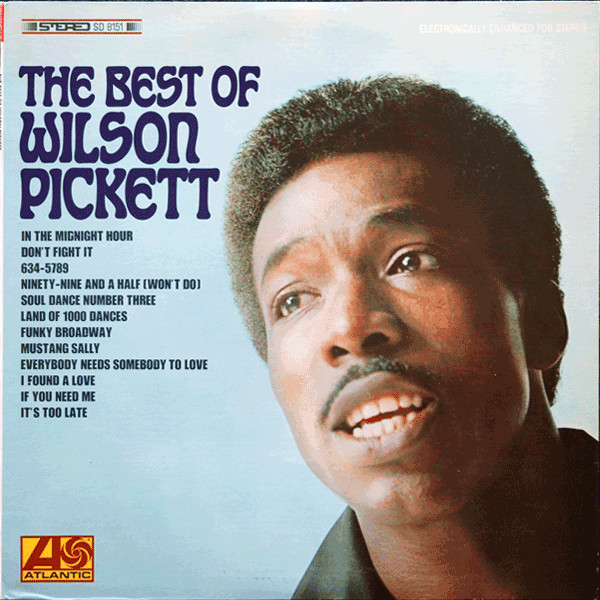 STEREO SD 8151
ELECTRONICALLY ENHANCED FOR STEREO
THE BEST OF
WILSON
PICKETT
IN THE MIDNIGHT HOUR
DON'T FIGHT IT
634-5789
NINETY-NINE AND A HALF (WON'T DO)
SOUL DANCE NUMBER THREE
LAND OF 1000 DANCES
FUNKY BROADWAY
MUSTANG SALLY
EVERYBODY NEEDS SOMEBODY TO LOVE
I FOUND A LOVE
IF YOU NEED ME
IT'S TOO LATE
ATLANTIC